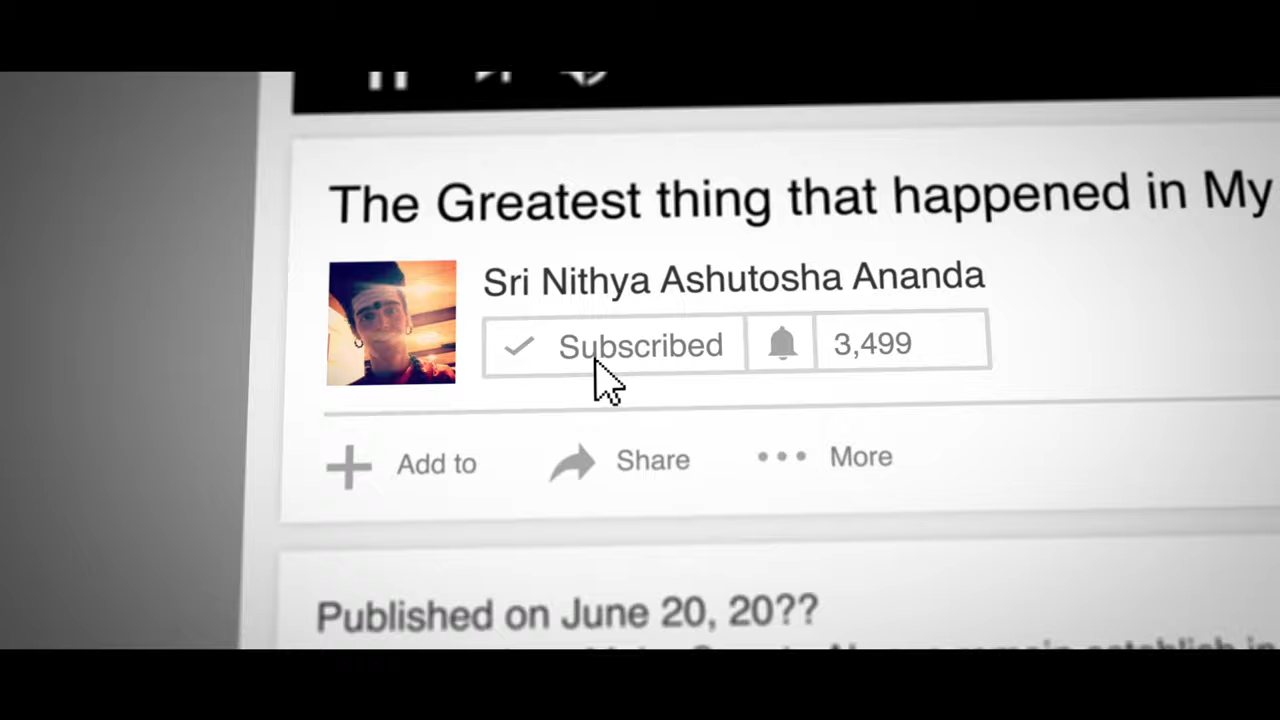 The Greatest thing that happened in My
Sri Nithya Ashutosha Ananda
Subscribed 3,499
Add to Share More
Published on June 20, 20??